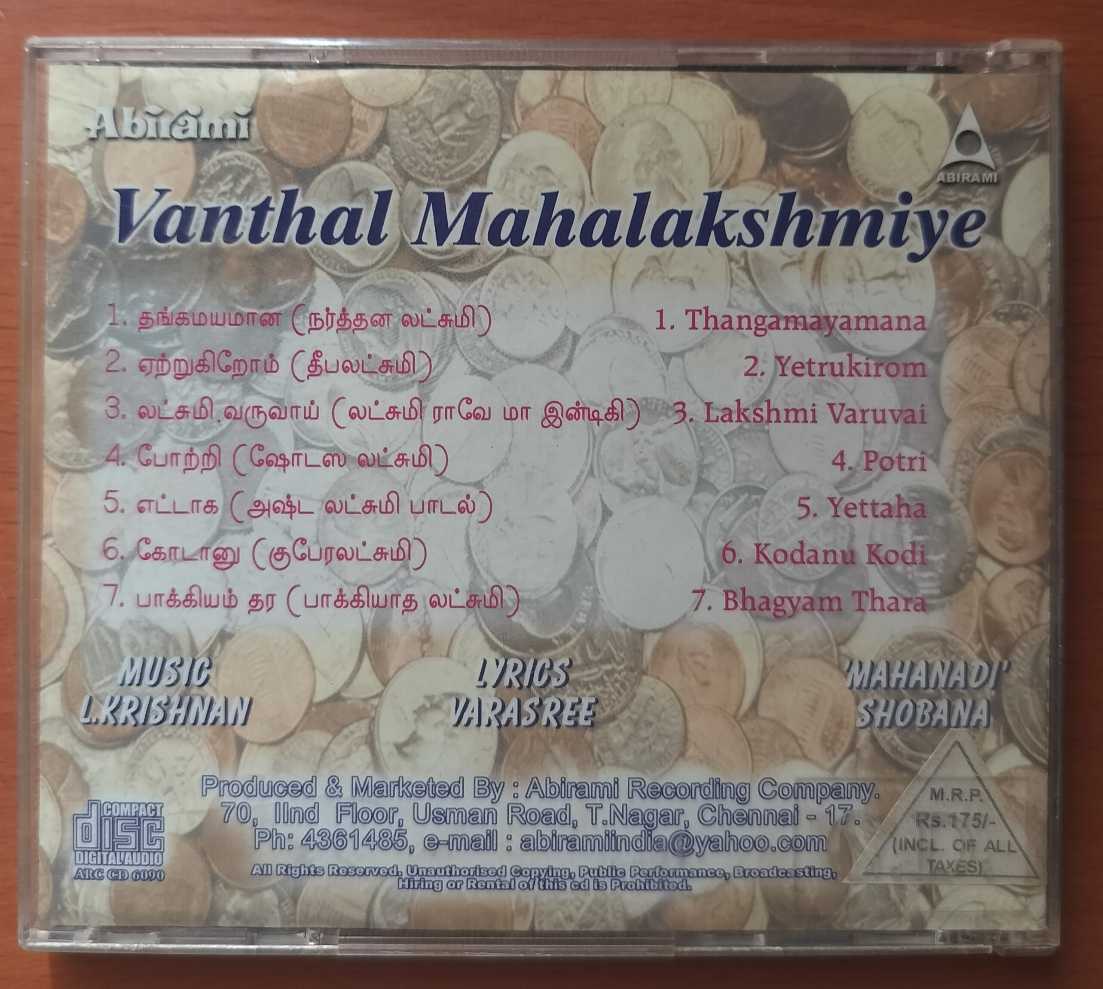 Abirami
ABIRAMI
Vanthal Mahalakshmiye
1. தங்கமயமான (நர்த்தன லட்சுமி) 1. Thangamayamana
2. ஏற்றுகிறோம் (தீபலட்சுமி) 2. Yetrukirom
3. லட்சுமி வருவாய் (லட்சுமி ராவே மா இன்டிகி) 3. Lakshmi Varuvai
4. போற்றி (ஷோடஸ லட்சுமி) 4. Potri
5. எட்டாக (அஷ்ட லட்சுமி பாடல்) 5. Yettaha
6. கோடானு (குபேரலட்சுமி) 6. Kodanu Kodi
7. பாக்கியம் தர (பாக்கியாத லட்சுமி) 7. Bhagyam Thara
MUSIC LYRICS 'MAHANADI'
L.KRISHNAN VARASREE SHOBANA
Produced & Marketed By : Abirami Recording Company.
70, IInd Floor, Usman Road, T.Nagar, Chennai - 17.
Ph: 4361485, e-mail : abiramiindia@yahoo.com
All Rights Reserved, Unauthorised Copying, Public Performance, Broadcasting,
Hiring or Rental of this cd is Prohibited.
COMPACT
disc
DIGITAL AUDIO
ARC CD 6090
M.R.P.
Rs.175/-
(INCL. OF ALL
TAXES)